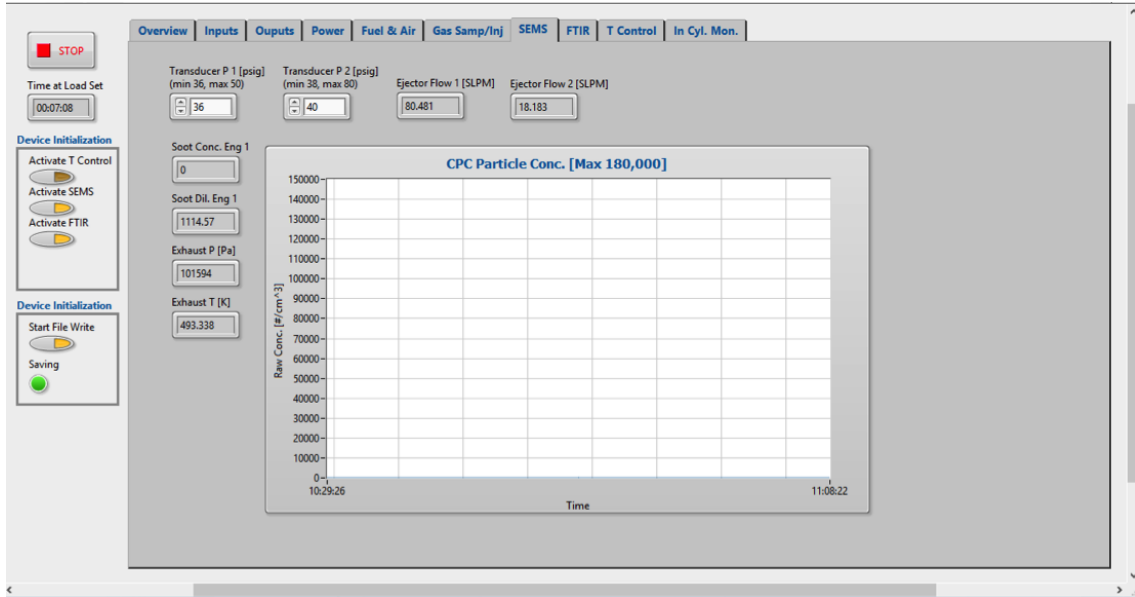 Overview Inputs Ouputs Power Fuel & Air Gas Samp/Inj SEMS FTIR T Control In Cyl. Mon.
STOP
Time at Load Set
00:07:08
Device Initialization
Activate T Control
Activate SEMS
Activate FTIR
Device Initialization
Start File Write
Saving
Transducer P 1 [psig]
(min 36, max 50)
36
Transducer P 2 [psig]
(min 38, max 80)
40
Ejector Flow 1 [SLPM]
80.481
Ejector Flow 2 [SLPM]
18.183
Soot Conc. Eng 1
0
Soot Dil. Eng 1
1114.57
Exhaust P [Pa]
101594
Exhaust T [K]
493.338
CPC Particle Conc. [Max 180,000]
Raw Conc. [#/cm^3]
150000
140000
130000
120000
110000
100000
90000
80000
70000
60000
50000
40000
30000
20000
10000
0
10:29:26 11:08:22
Time